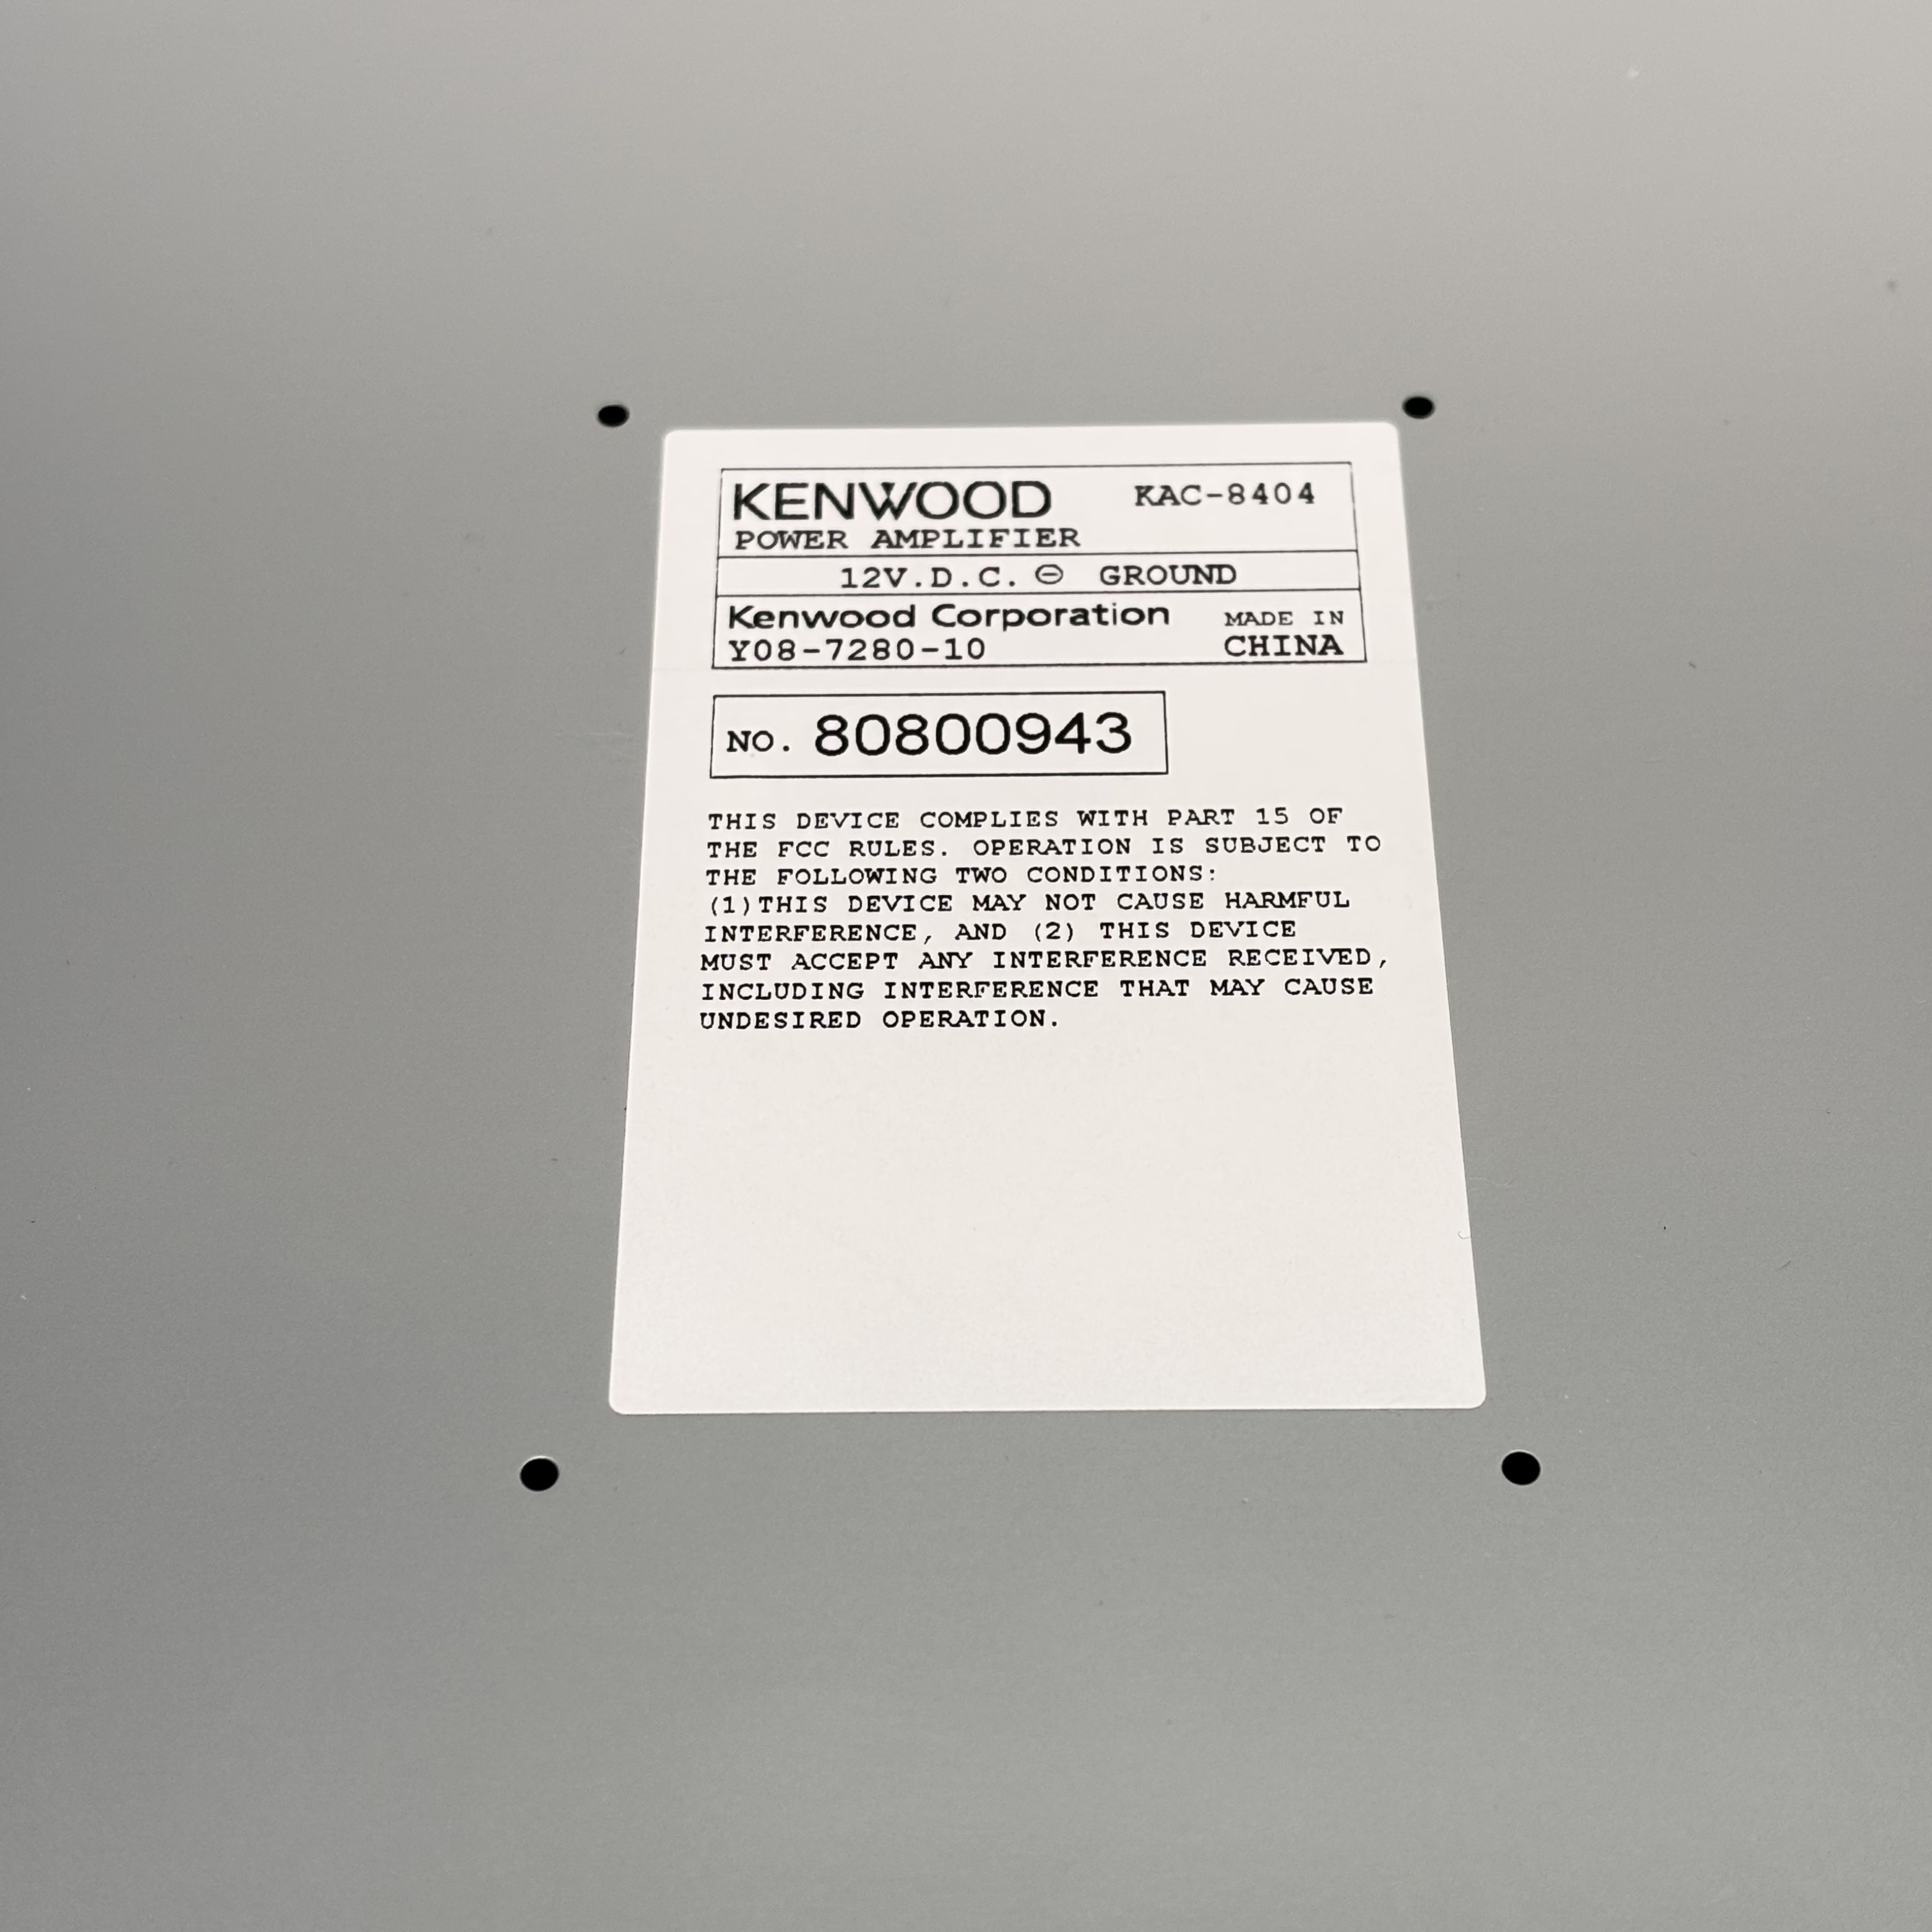 KENWOOD KAC-8404
POWER AMPLIFIER
12V.D.C. ⊖ GROUND
Kenwood Corporation MADE IN
Y08-7280-10 CHINA
NO. 80800943
THIS DEVICE COMPLIES WITH PART 15 OF
THE FCC RULES. OPERATION IS SUBJECT TO
THE FOLLOWING TWO CONDITIONS:
(1)THIS DEVICE MAY NOT CAUSE HARMFUL
INTERFERENCE, AND (2) THIS DEVICE
MUST ACCEPT ANY INTERFERENCE RECEIVED,
INCLUDING INTERFERENCE THAT MAY CAUSE
UNDESIRED OPERATION.